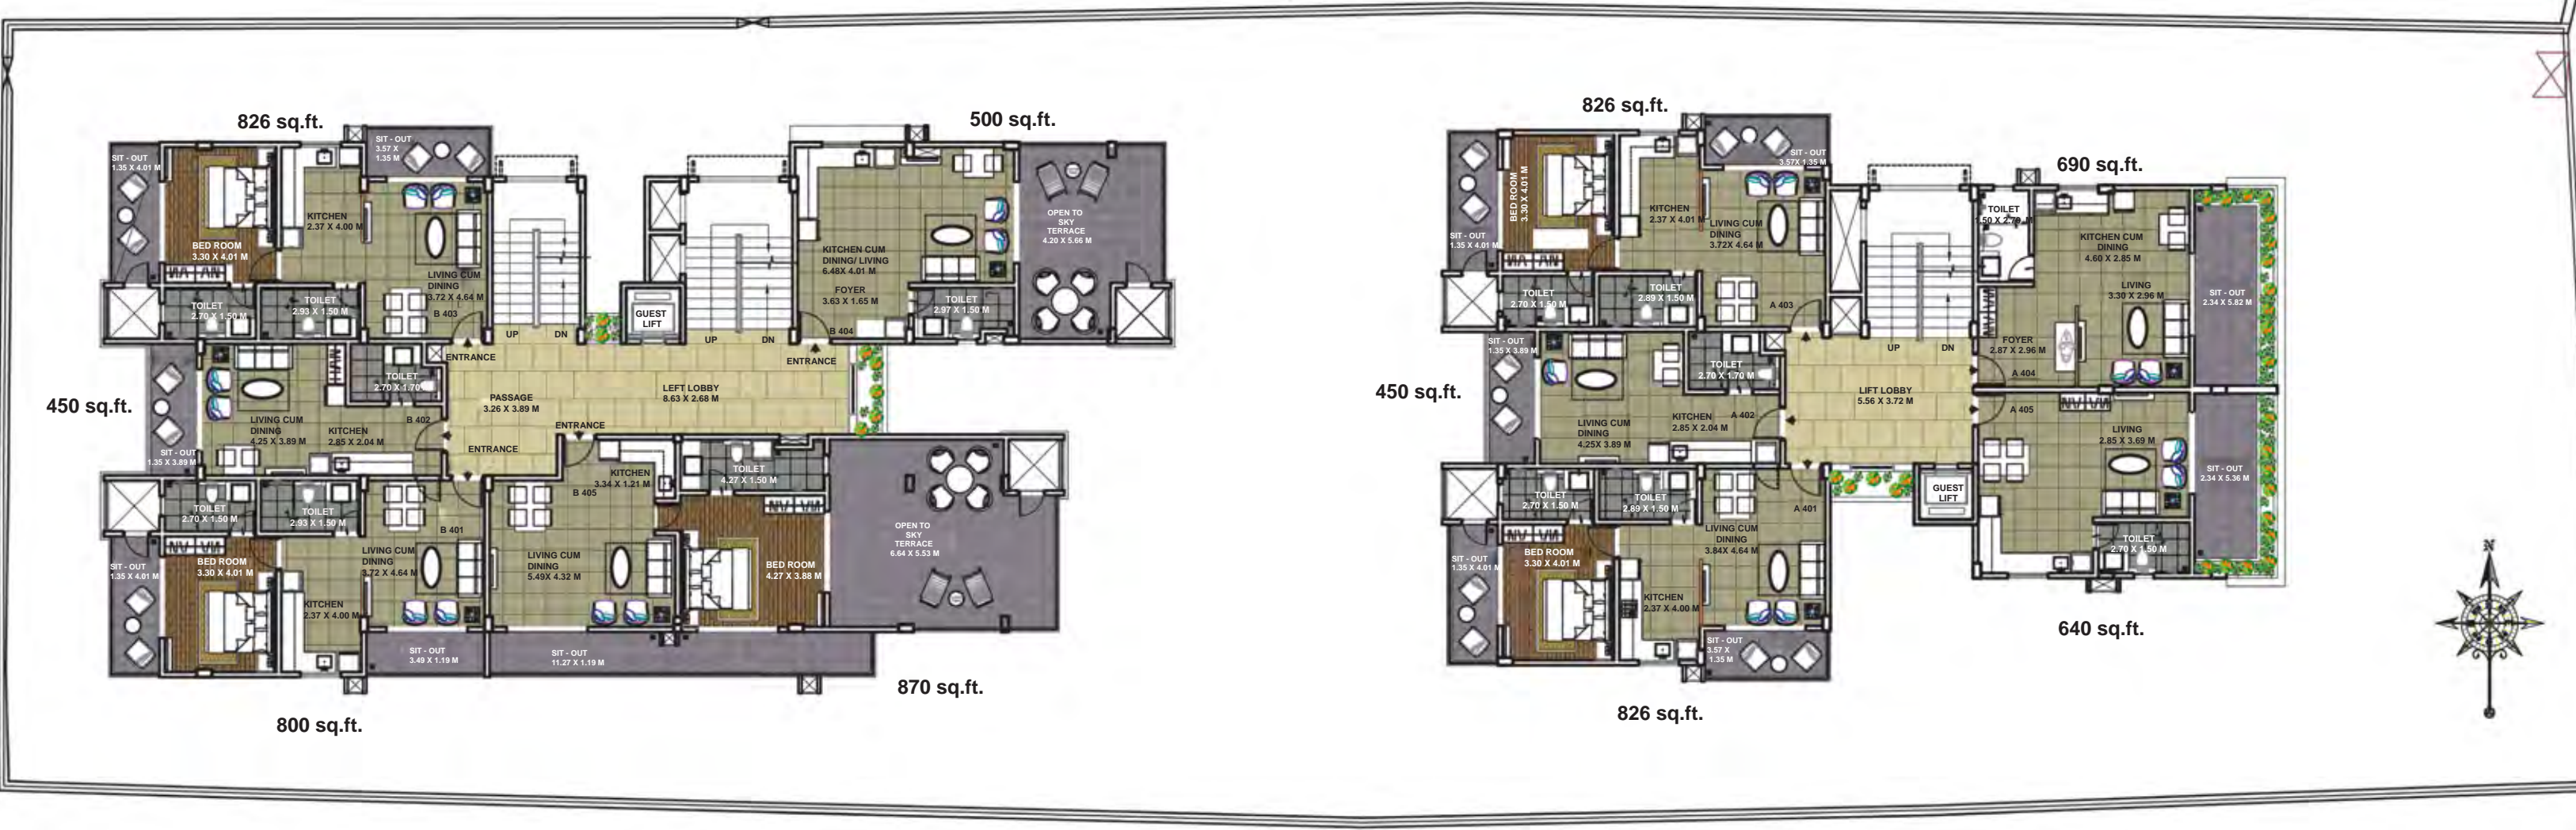 826 sq.ft.
SIT - OUT
1.35 X 4.01 M
BED ROOM
3.30 X 4.01 M
KITCHEN
2.37 X 4.00 M
SIT - OUT
3.57 X
1.35 M
LIVING CUM
DINING
3.72 X 4.64 M
B 403
TOILET
2.70 X 1.50 M
TOILET
2.93 X 1.50 M
UP
DN
ENTRANCE
GUEST
LIFT
500 sq.ft.
KITCHEN CUM
DINING/ LIVING
6.48X 4.01 M
FOYER
3.63 X 1.65 M
B 404
TOILET
2.97 X 1.50 M
OPEN TO
SKY
TERRACE
4.20 X 5.66 M
UP
DN
ENTRANCE
450 sq.ft.
SIT - OUT
1.35 X 3.89 M
LIVING CUM
DINING
4.25 X 3.89 M
KITCHEN
2.85 X 2.04 M
TOILET
2.70 X 1.70
B 402
PASSAGE
3.26 X 3.89 M
LEFT LOBBY
8.63 X 2.68 M
ENTRANCE
ENTRANCE
TOILET
2.70 X 1.50 M
TOILET
2.93 X 1.50 M
B 401
SIT - OUT
1.35 X 4.01 M
BED ROOM
3.30 X 4.01 M
LIVING CUM
DINING
3.72 X 4.64 M
KITCHEN
2.37 X 4.00 M
SIT - OUT
3.49 X 1.19 M
800 sq.ft.
KITCHEN
3.34 X 1.21 M
B 405
TOILET
4.27 X 1.50 M
LIVING CUM
DINING
5.49X 4.32 M
BED ROOM
4.27 X 3.88 M
OPEN TO
SKY
TERRACE
6.64 X 5.53 M
SIT - OUT
11.27 X 1.19 M
870 sq.ft.
826 sq.ft.
SIT - OUT
1.35 X 4.01 M
BED ROOM
3.30 X 4.01 M
KITCHEN
2.37 X 4.01 M
SIT - OUT
3.57X 1.35 M
LIVING CUM
DINING
3.72X 4.64 M
TOILET
2.70 X 1.50 M
TOILET
2.89 X 1.50 M
A 403
690 sq.ft.
TOILET
1.50 X 2.70 M
KITCHEN CUM
DINING
4.60 X 2.85 M
LIVING
3.30 X 2.96 M
FOYER
2.87 X 2.96 M
A 404
SIT - OUT
2.34 X 5.82 M
UP
DN
450 sq.ft.
SIT - OUT
1.35 X 3.89 M
TOILET
2.70 X 1.70 M
LIVING CUM
DINING
4.25X 3.89 M
KITCHEN
2.85 X 2.04 M
A 402
LIFT LOBBY
5.56 X 3.72 M
A 405
LIVING
2.85 X 3.69 M
SIT - OUT
2.34 X 5.36 M
GUEST
LIFT
TOILET
2.70 X 1.50 M
640 sq.ft.
TOILET
2.70 X 1.50 M
TOILET
2.89 X 1.50 M
A 401
SIT - OUT
1.35 X 4.01 M
BED ROOM
3.30 X 4.01 M
LIVING CUM
DINING
3.84X 4.64 M
KITCHEN
2.37 X 4.00 M
SIT - OUT
3.57 X
1.35 M
826 sq.ft.
N